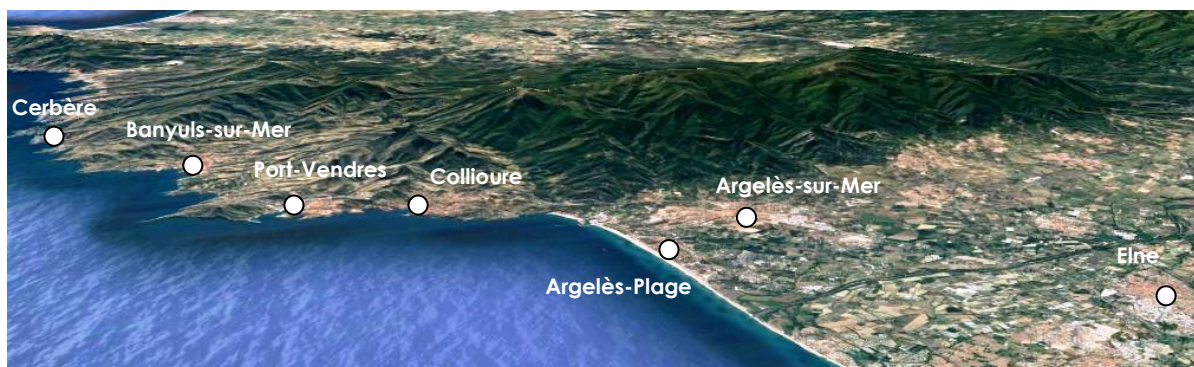 Cerbère
Banyuls-sur-Mer
Port-Vendres
Collioure
Argelès-sur-Mer
Elne
Argelès-Plage